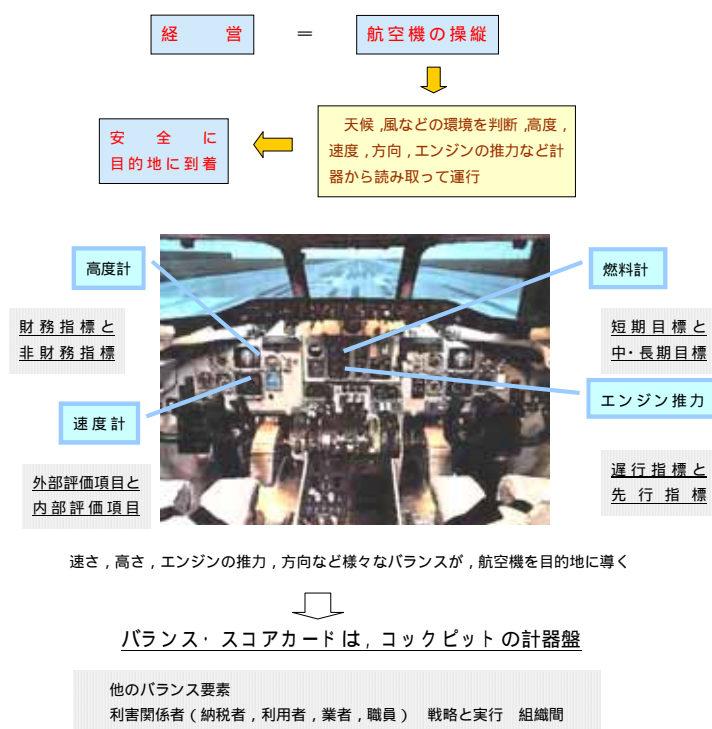 経営 ＝ 航空機の操縦
天候,風などの環境を判断,高度,
速度,方向,エンジンの推力など計
器から読み取って運行
安全に
目的地に到着
高度計
燃料計
財務指標と
非財務指標
短期目標と
中・長期目標
速度計
エンジン推力
外部評価項目と
内部評価項目
遅行指標と
先行指標
速さ,高さ,エンジンの推力,方向など様々なバランスが,航空機を目的地に導く
バランス・スコアカードは,コックピットの計器盤
他のバランス要素
利害関係者(納税者,利用者,業者,職員) 戦略と実行 組織間